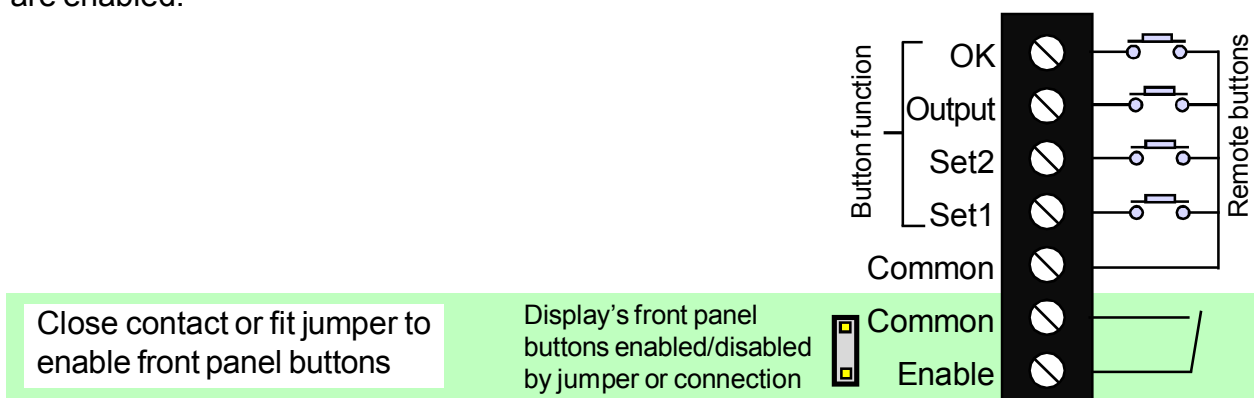 are enabled.
Button function
OK
Output
Set2
Set1
Common
Remote buttons
Close contact or fit jumper to
enable front panel buttons
Display's front panel
buttons enabled/disabled
by jumper or connection
Common
Enable